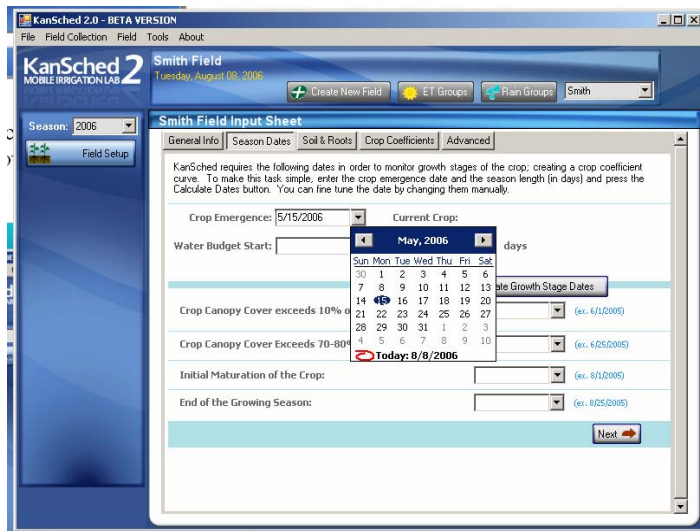 KanSched 2.0 - BETA VERSION
File Field Collection Field Tools About
KanSched 2
MOBILE IRRIGATION LAB
Smith Field
Tuesday, August 08, 2006
Create New Field
ET Groups
Rain Groups
Smith
Season: 2006
Field Setup
Smith Field Input Sheet
General Info Season Dates Soil & Roots Crop Coefficients Advanced
KanSched requires the following dates in order to monitor growth stages of the crop; creating a crop coefficient
curve. To make this task simple, enter the crop emergence date and the season length (in days) and press the
Calculate Dates button. You can fine tune the date by changing them manually.
Crop Emergence: 5/15/2006 Current Crop:
Water Budget Start: days
May, 2006
Sun Mon Tue Wed Thu Fri Sat
30 1 2 3 4 5 6
7 8 9 10 11 12 13
14 15 16 17 18 19 20
21 22 23 24 25 26 27
28 29 30 31 1 2 3
4 5 6 7 8 9 10
Today: 8/8/2006
ate Growth Stage Dates
Crop Canopy Cover exceeds 10% o (ex. 6/1/2005)
Crop Canopy Cover Exceeds 70-80% (ex. 6/25/2005)
Initial Maturation of the Crop: (ex. 8/1/2005)
End of the Growing Season: (ex. 8/25/2005)
Next